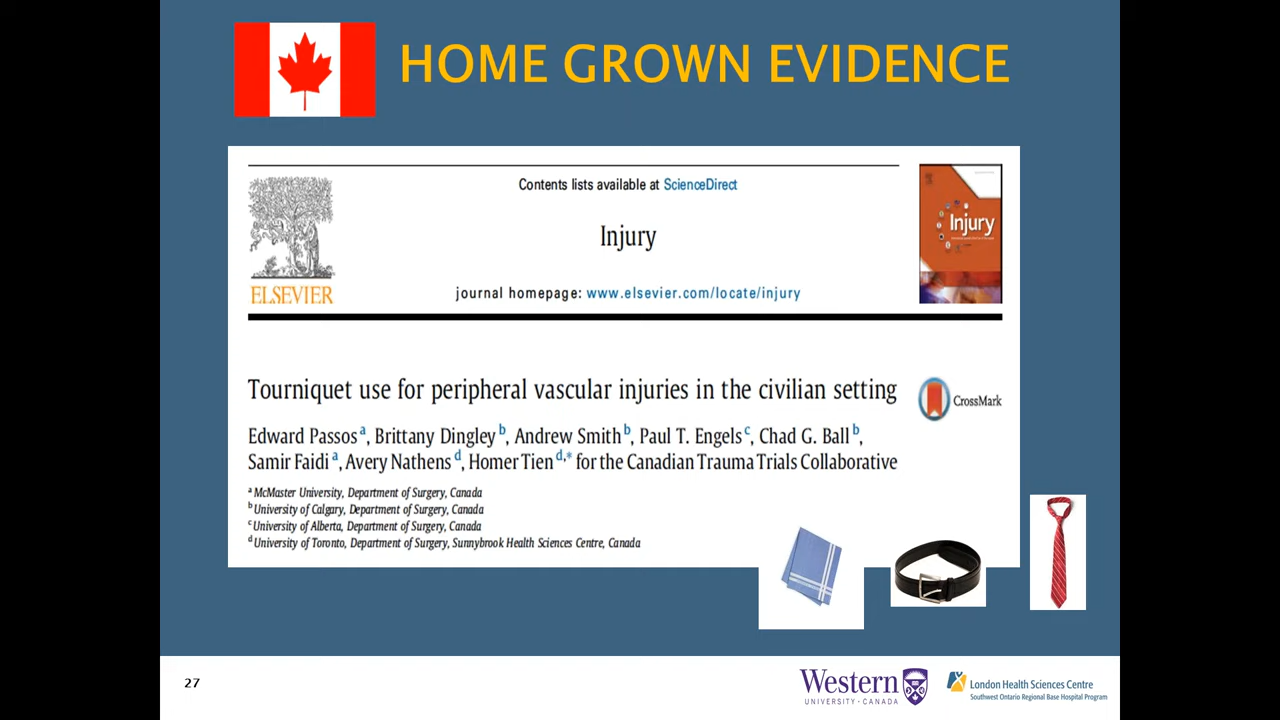 HOME GROWN EVIDENCE
Contents lists available at ScienceDirect
Injury
journal homepage: www.elsevier.com/locate/injury
ELSEVIER
Injury
Tourniquet use for peripheral vascular injuries in the civilian setting
CrossMark
Edward Passos a, Brittany Dingley b, Andrew Smith b, Paul T. Engels c, Chad G. Ball b,
Samir Faidi a, Avery Nathens d, Homer Tien d,* for the Canadian Trauma Trials Collaborative
a McMaster University, Department of Surgery, Canada
b University of Calgary, Department of Surgery, Canada
c University of Alberta, Department of Surgery, Canada
d University of Toronto, Department of Surgery, Sunnybrook Health Sciences Centre, Canada
27
Western
UNIVERSITY · CANADA
London Health Sciences Centre
Southwest Ontario Regional Base Hospital Program